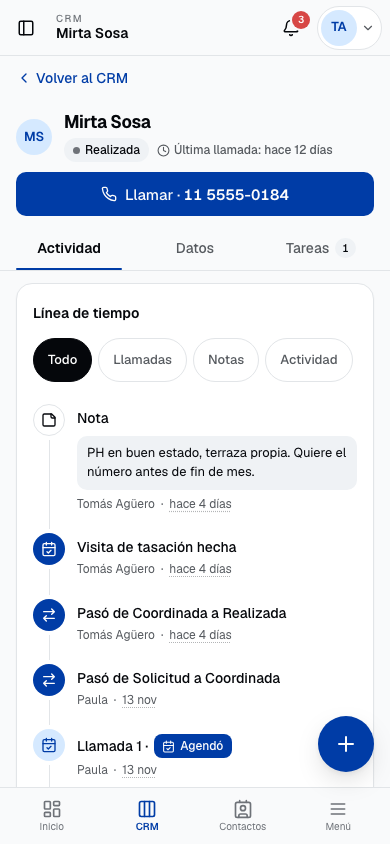 CRM
Mirta Sosa
3
TA
Volver al CRM
MS
Mirta Sosa
Realizada
Última llamada: hace 12 días
Llamar · 11 5555-0184
Actividad
Datos
Tareas 1
Línea de tiempo
Todo
Llamadas
Notas
Actividad
Nota
PH en buen estado, terraza propia. Quiere el
número antes de fin de mes.
Tomás Agüero · hace 4 días
Visita de tasación hecha
Tomás Agüero · hace 4 días
Pasó de Coordinada a Realizada
Tomás Agüero · hace 4 días
Pasó de Solicitud a Coordinada
Paula · 13 nov
Llamada 1 · Agendó
Paula · 13 nov
Inicio
CRM
Contactos
Menú